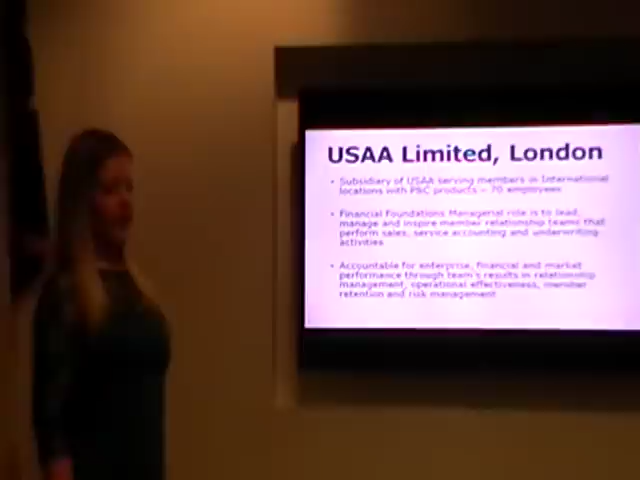 USAA Limited, London
• Subsidiary of USAA serving members in International
locations with P&C products – 70 employees
• Financial Foundations Managerial role is to lead,
manage and inspire member relationship teams that
perform sales, service accounting and underwriting
activities
• Accountable for enterprise, financial and market
performance through team's results in relationship
management, operational effectiveness, member
retention and risk management